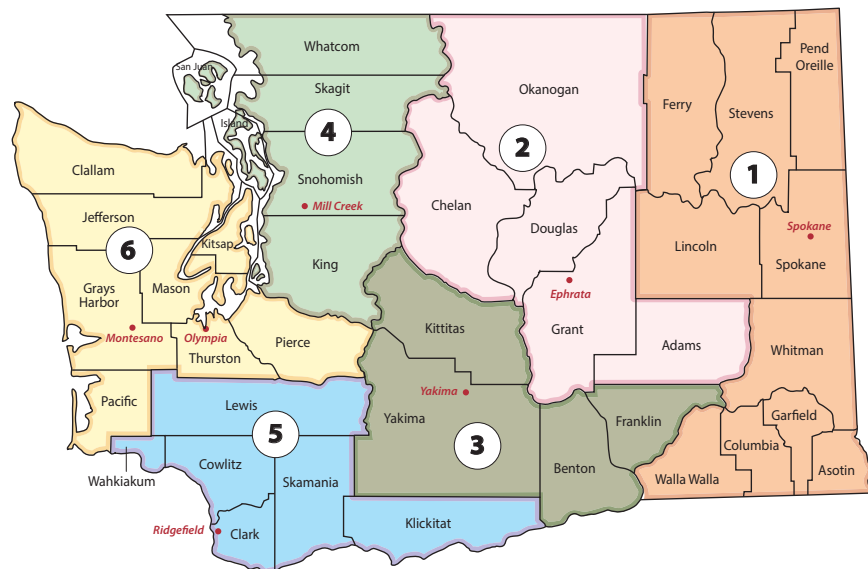 Whatcom
San Juan
Skagit
Island
4
Snohomish
Mill Creek
King
Okanogan
2
Chelan
Douglas
Ephrata
Grant
Adams
Ferry
Stevens
Pend
Oreille
1
Lincoln
Spokane
Spokane
Whitman
Garfield
Columbia
Walla Walla
Asotin
Clallam
Jefferson
6
Kitsap
Mason
Grays
Harbor
Montesano
Olympia
Thurston
Pierce
Pacific
Kittitas
Yakima
Yakima
3
Benton
Franklin
Lewis
5
Wahkiakum
Cowlitz
Skamania
Ridgefield
Clark
Klickitat